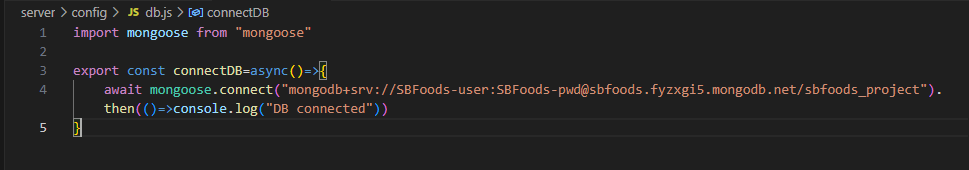 server > config > JS db.js > connectDB
1 import mongoose from "mongoose"
2
3 export const connectDB=async()=>{
4 await mongoose.connect("mongodb+srv://SBFoods-user:SBFoods-pwd@sbfoods.fyzxgi5.mongodb.net/sbfoods_project").
then(()=>console.log("DB connected"))
5 }